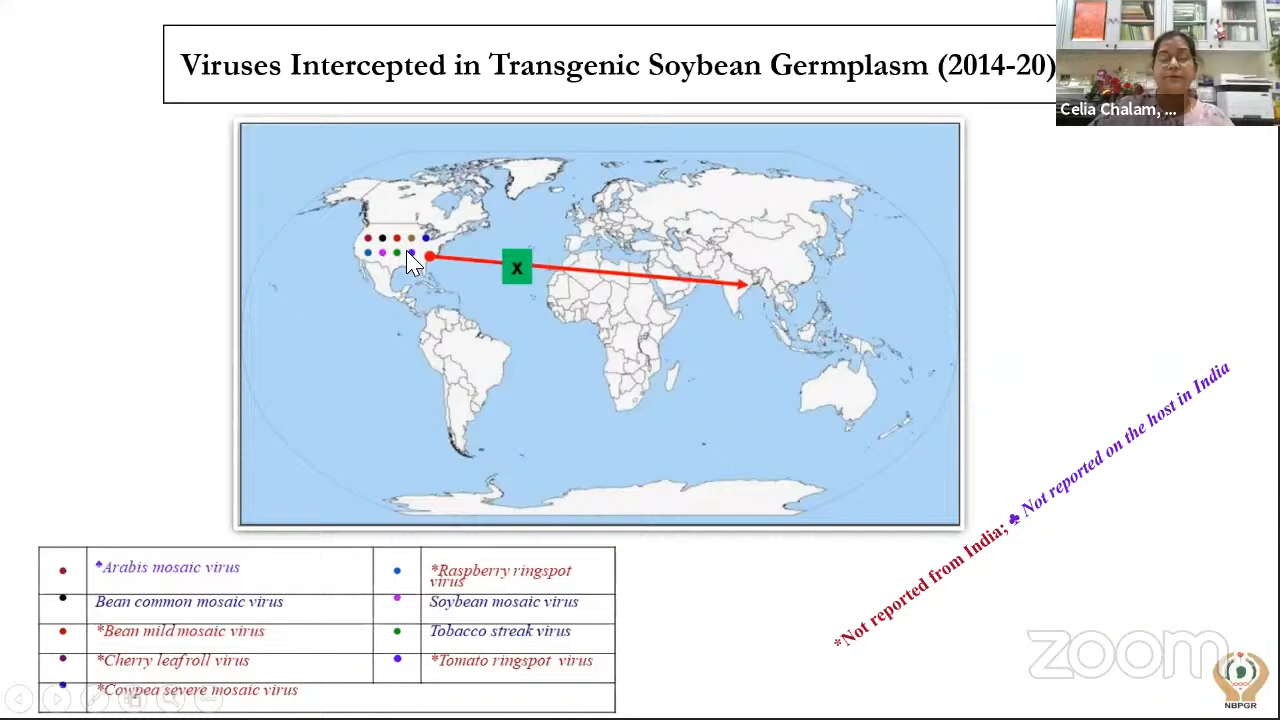 Viruses Intercepted in Transgenic Soybean Germplasm (2014-20)
Celia Chalam, ...
X
♣Arabis mosaic virus
*Raspberry ringspot
virus
Bean common mosaic virus
Soybean mosaic virus
*Bean mild mosaic virus
Tobacco streak virus
*Cherry leafroll virus
*Tomato ringspot virus
*Cowpea severe mosaic virus
*Not reported from India; ♣ Not reported on the host in India
zoom
NBPGR